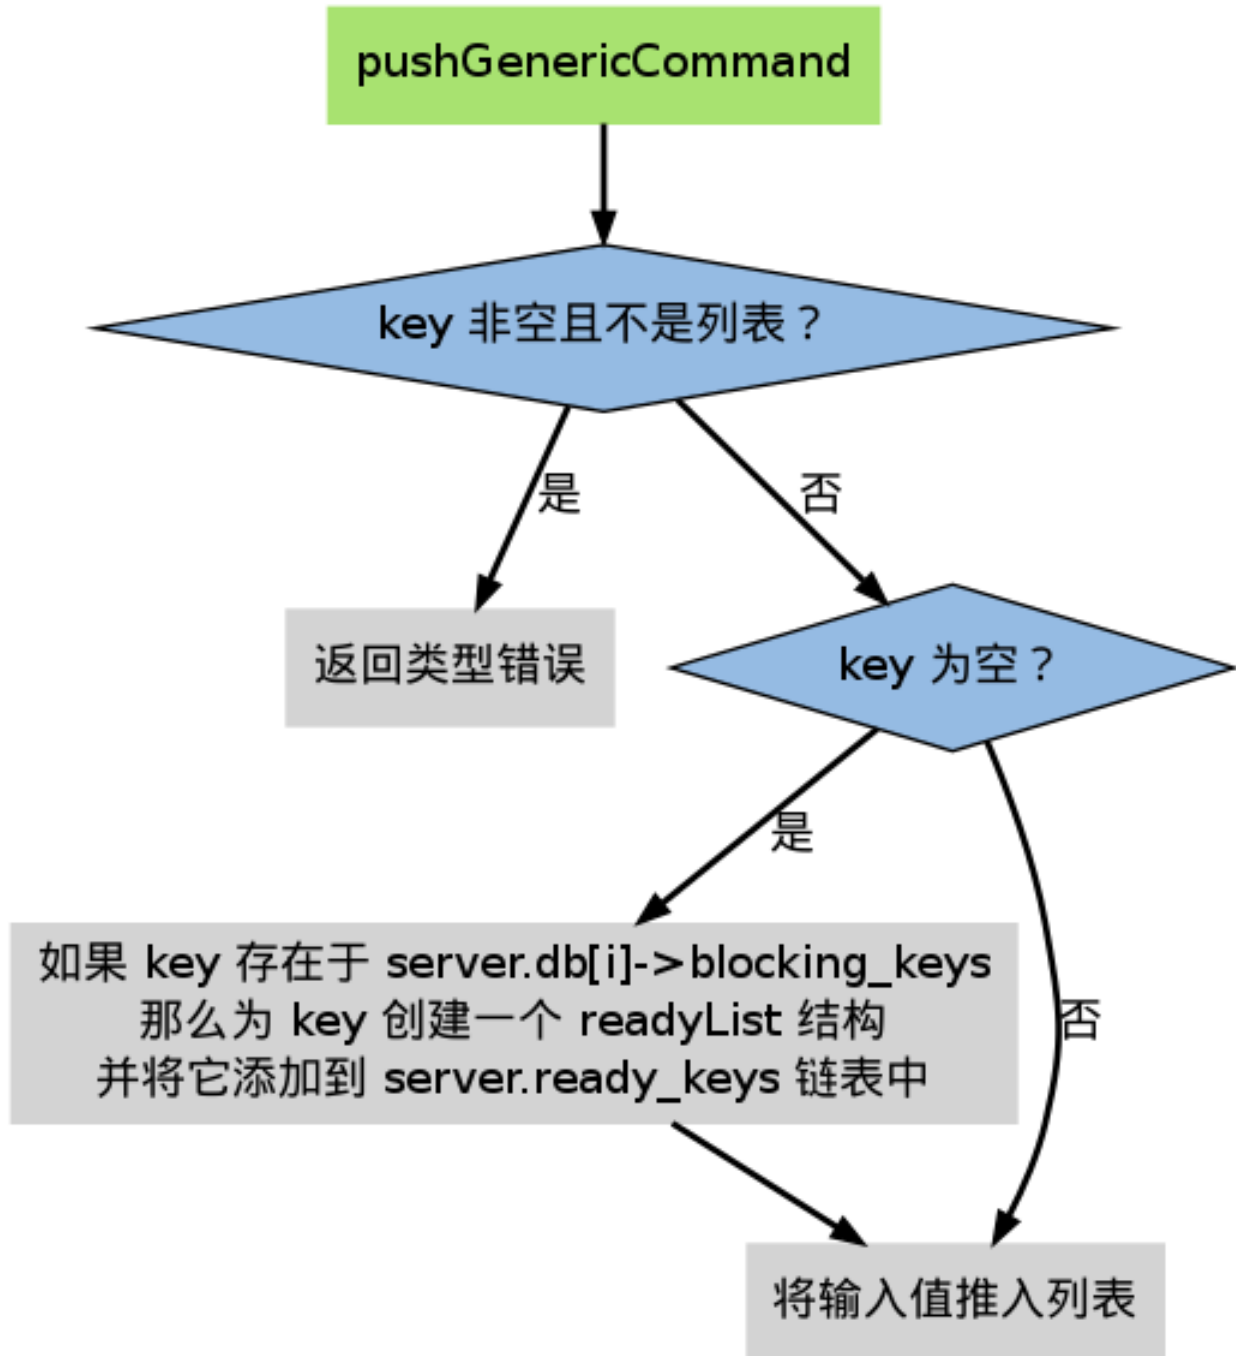 pushGenericCommand
key 非空且不是列表？
是
否
返回类型错误
key 为空？
是
如果 key 存在于 server.db[i]->blocking_keys
那么为 key 创建一个 readyList 结构
并将它添加到 server.ready_keys 链表中
否
将输入值推入列表